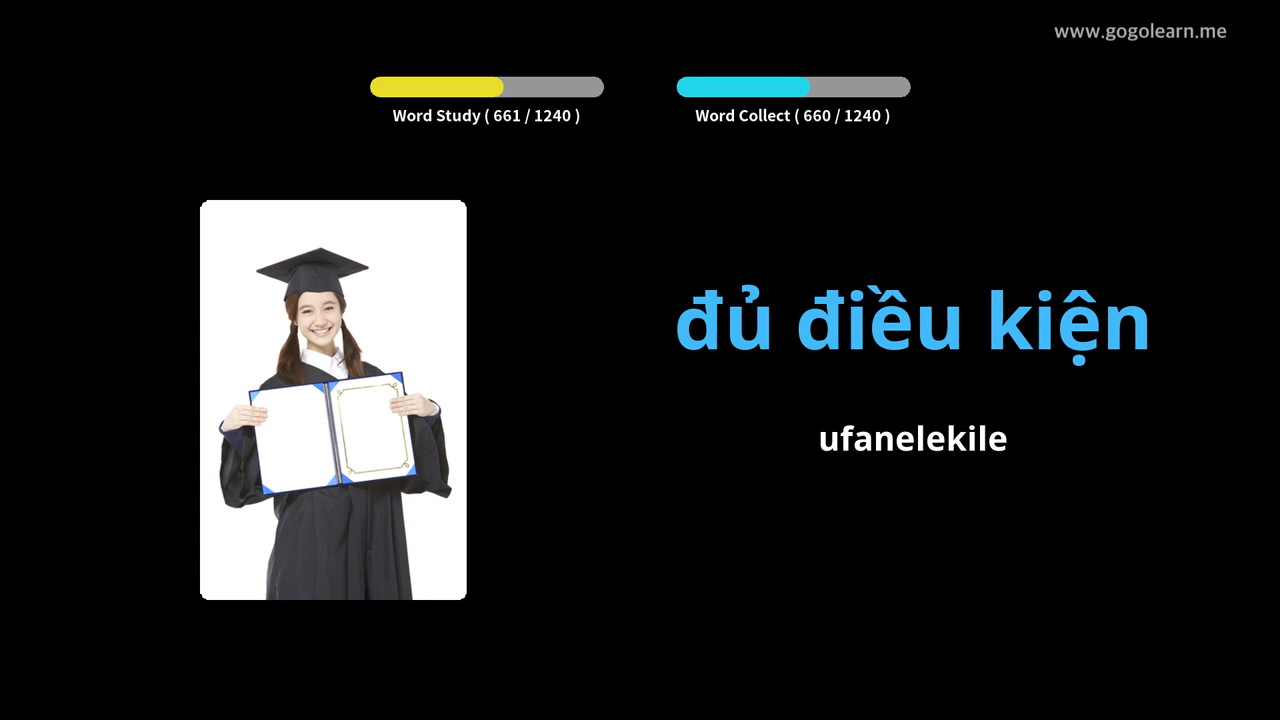 www.gogolearn.me
Word Study ( 661 / 1240 )
Word Collect ( 660 / 1240 )
đủ điều kiện
ufanelekile